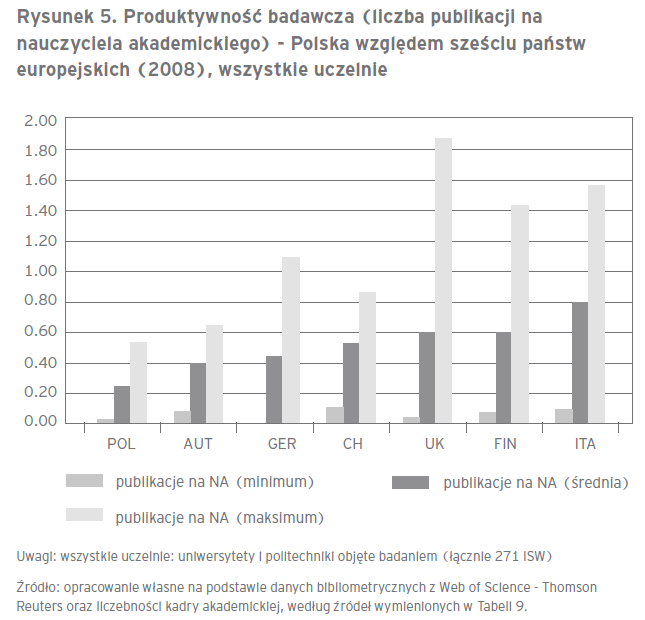 Rysunek 5. Produktywność badawcza (liczba publikacji na
nauczyciela akademickiego) - Polska względem sześciu państw
europejskich (2008), wszystkie uczelnie
2.00
1.80
1.60
1.40
1.20
1.00
0.80
0.60
0.40
0.20
0.00
POL AUT GER CH UK FIN ITA
publikacje na NA (minimum) publikacje na NA (średnia)
publikacje na NA (maksimum)
Uwagi: wszystkie uczelnie: uniwersytety i politechniki objęte badaniem (łącznie 271 ISW)
Źródło: opracowanie własne na podstawie danych bibliometrycznych z Web of Science - Thomson
Reuters oraz liczebności kadry akademickiej, według źródeł wymienionych w Tabeli 9.